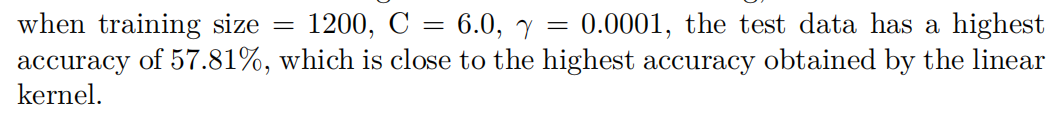 when training size = 1200, C = 6.0, γ = 0.0001, the test data has a highest
accuracy of 57.81%, which is close to the highest accuracy obtained by the linear
kernel.